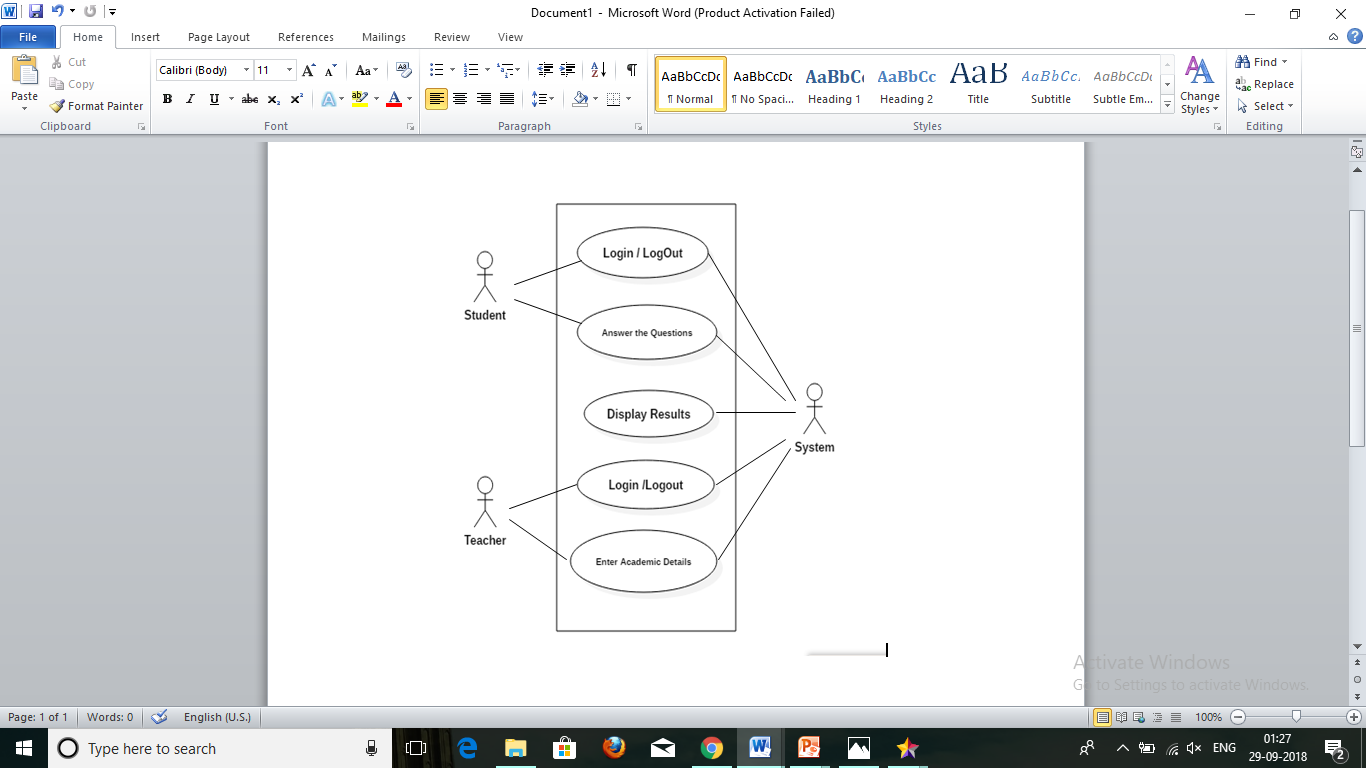 Document1 - Microsoft Word (Product Activation Failed)
File Home Insert Page Layout References Mailings Review View
Paste
Cut
Copy
Format Painter
Clipboard
Calibri (Body) 11
Font
Paragraph
AaBbCcDc AaBbCcDc AaBbC AaBbCc AaB AaBbCc. AaBbCcDc
¶ Normal ¶ No Spaci... Heading 1 Heading 2 Title Subtitle Subtle Em...
Change
Styles
Styles
Find
Replace
Select
Editing
Login / LogOut
Student
Answer the Questions
Display Results
System
Login /Logout
Teacher
Enter Academic Details
Activate Windows
Go to Settings to activate Windows.
Page: 1 of 1 Words: 0 English (U.S.) 100%
Type here to search
ENG
01:27
29-09-2018
2